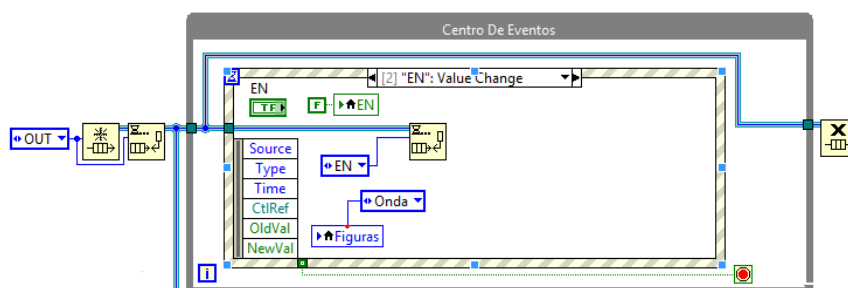 Centro De Eventos
[2] "EN": Value Change
EN
TF
F
EN
OUT
Source
Type
Time
CtlRef
OldVal
NewVal
EN
Onda
Figuras
i